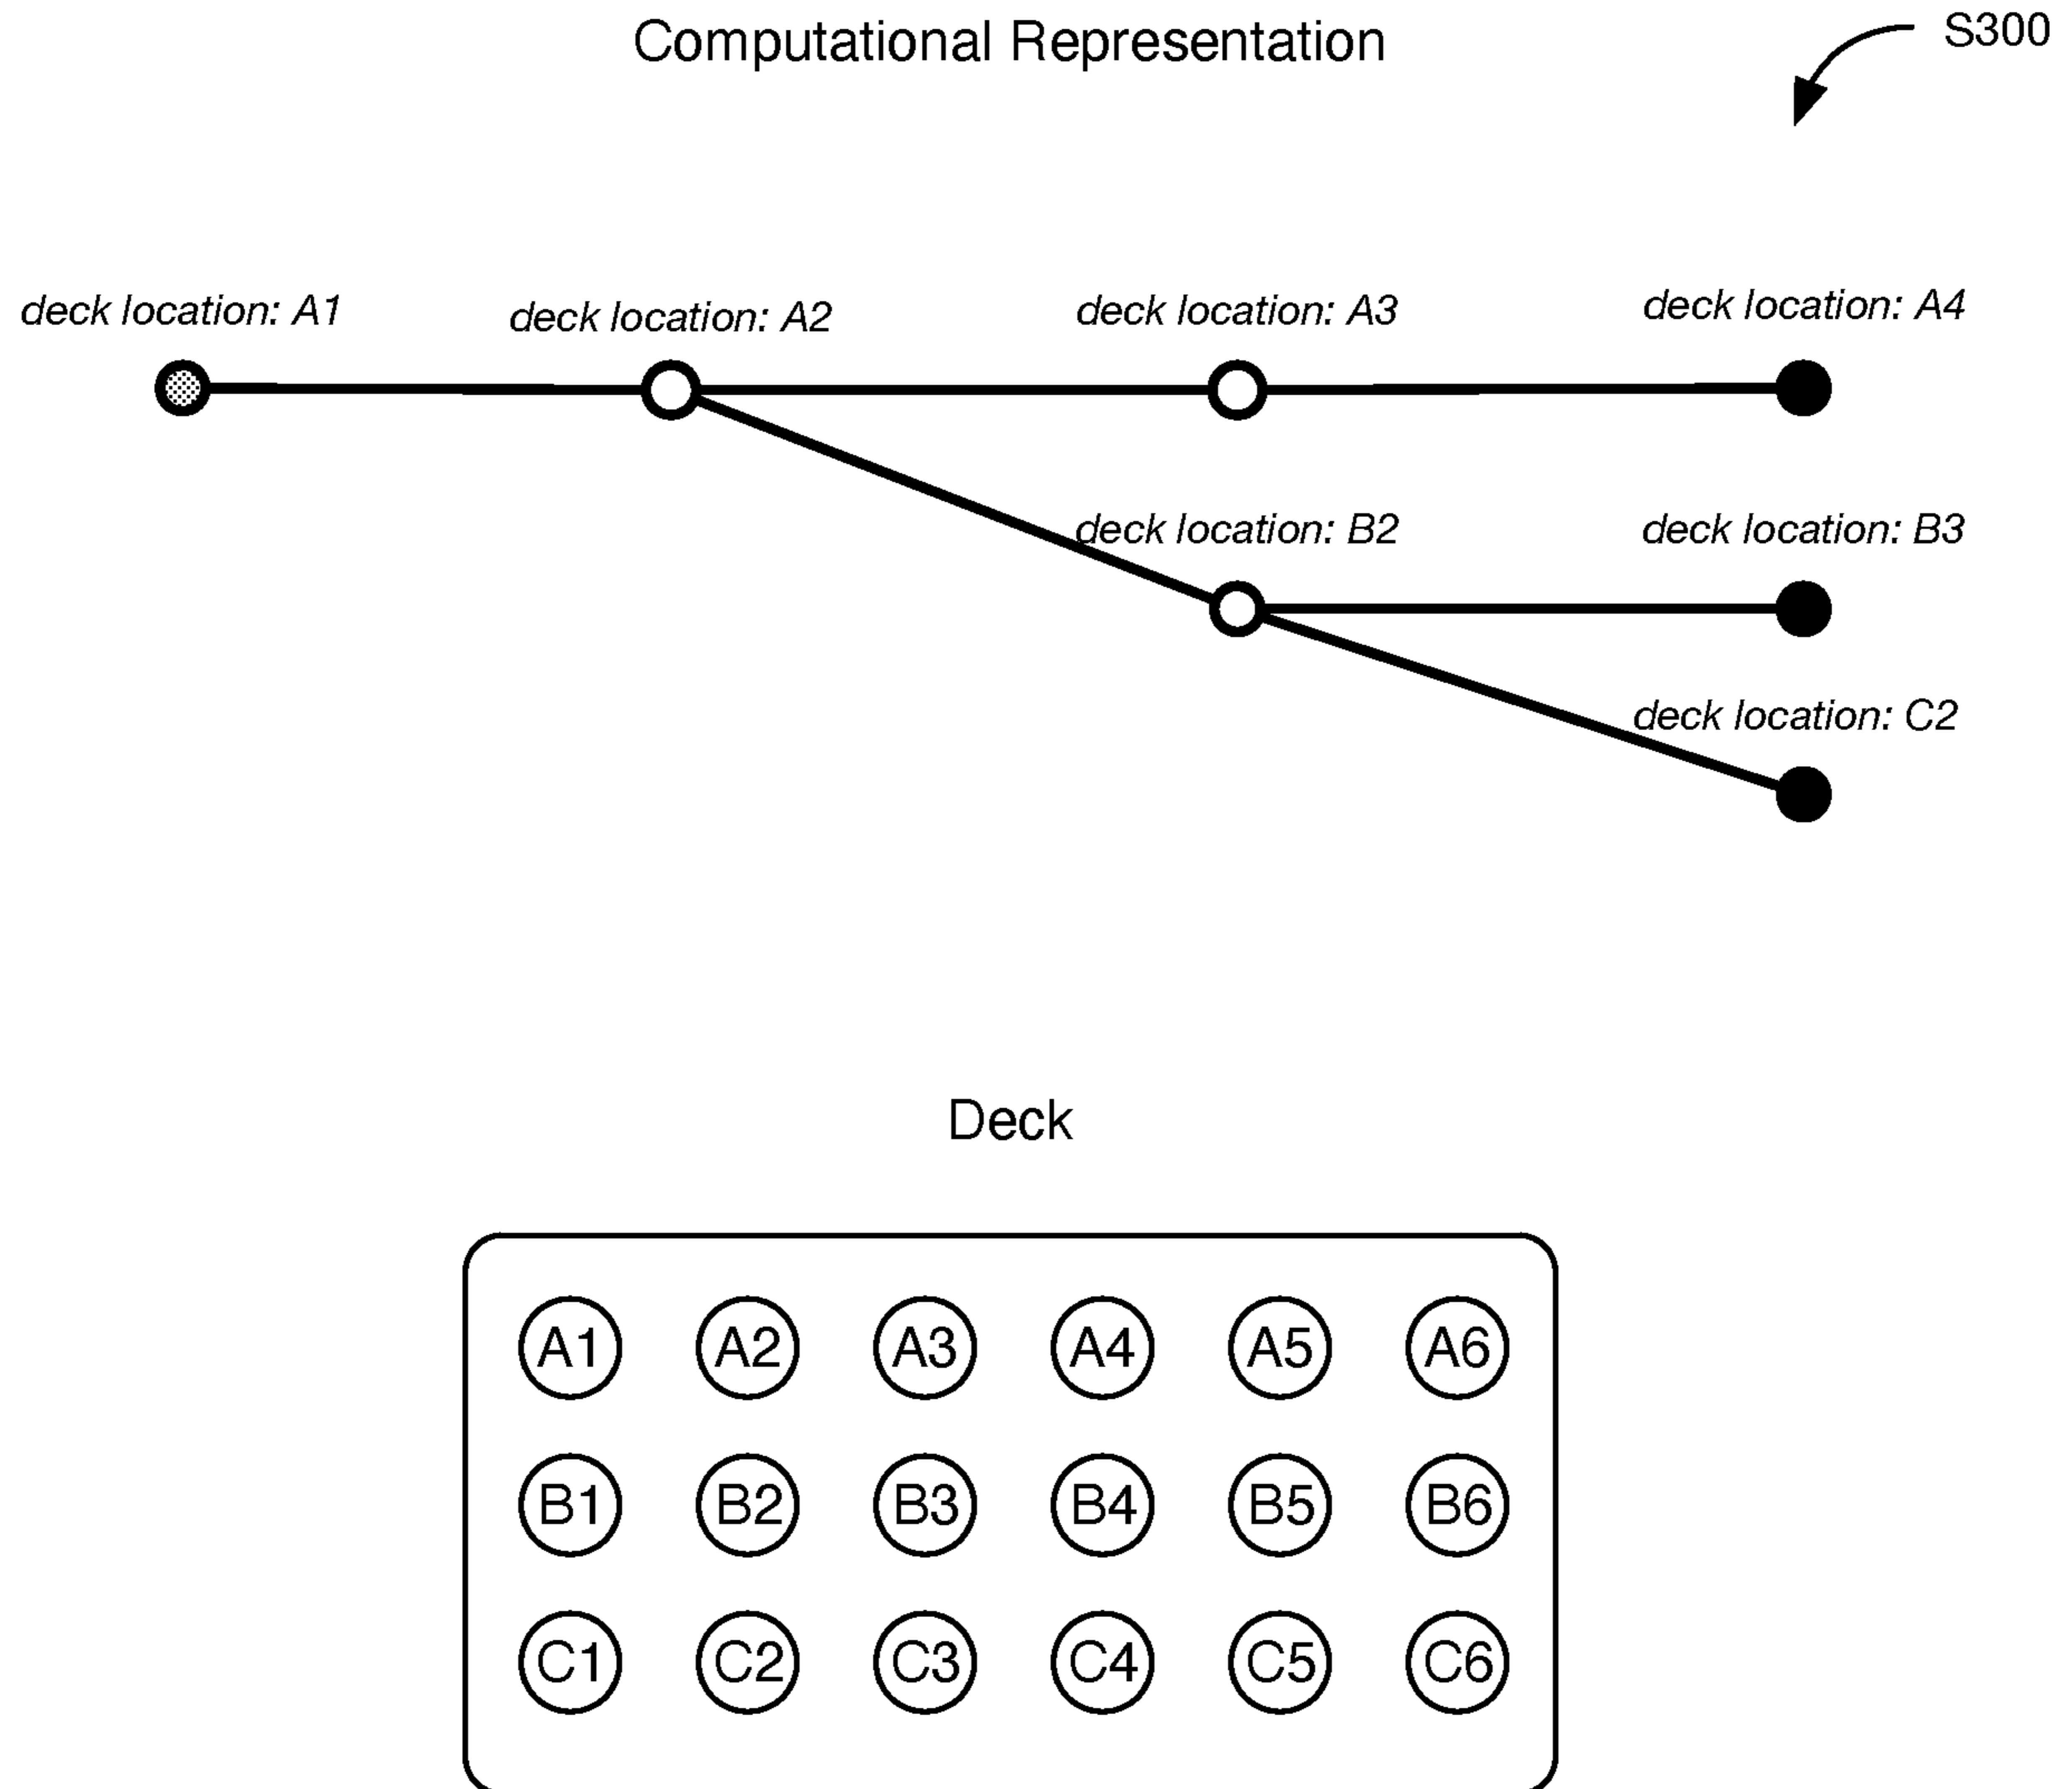 Computational Representation
S300
deck location: A1
deck location: A2
deck location: A3
deck location: A4
deck location: B2
deck location: B3
deck location: C2
Deck
A1 A2 A3 A4 A5 A6
B1 B2 B3 B4 B5 B6
C1 C2 C3 C4 C5 C6